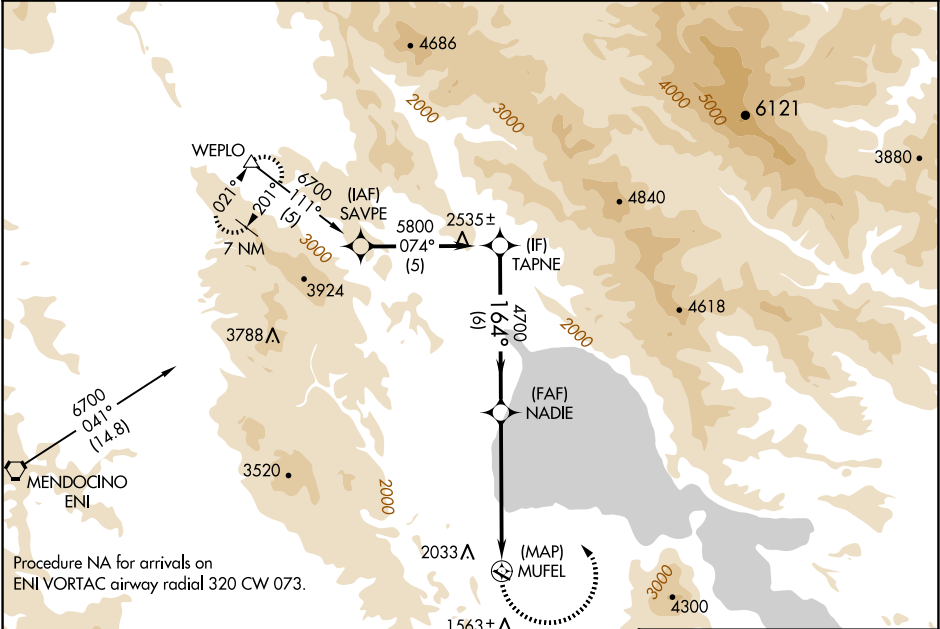 4686
2000
3000
4000
5000
6121
3880
WEPLO
021°
201°
7 NM
6700
111°
(5)
(IAF)
SAVPE
3000
5800
074°
(5)
2535±
(IF)
TAPNE
4840
3924
3788
4700
164°
(6)
2000
4618
6700
041°
(14.8)
MENDOCINO
ENI
(FAF)
NADIE
3520
2000
2033
(MAP)
MUFEL
3000
4300
1563±
Procedure NA for arrivals on
ENI VORTAC airway radial 320 CW 073.